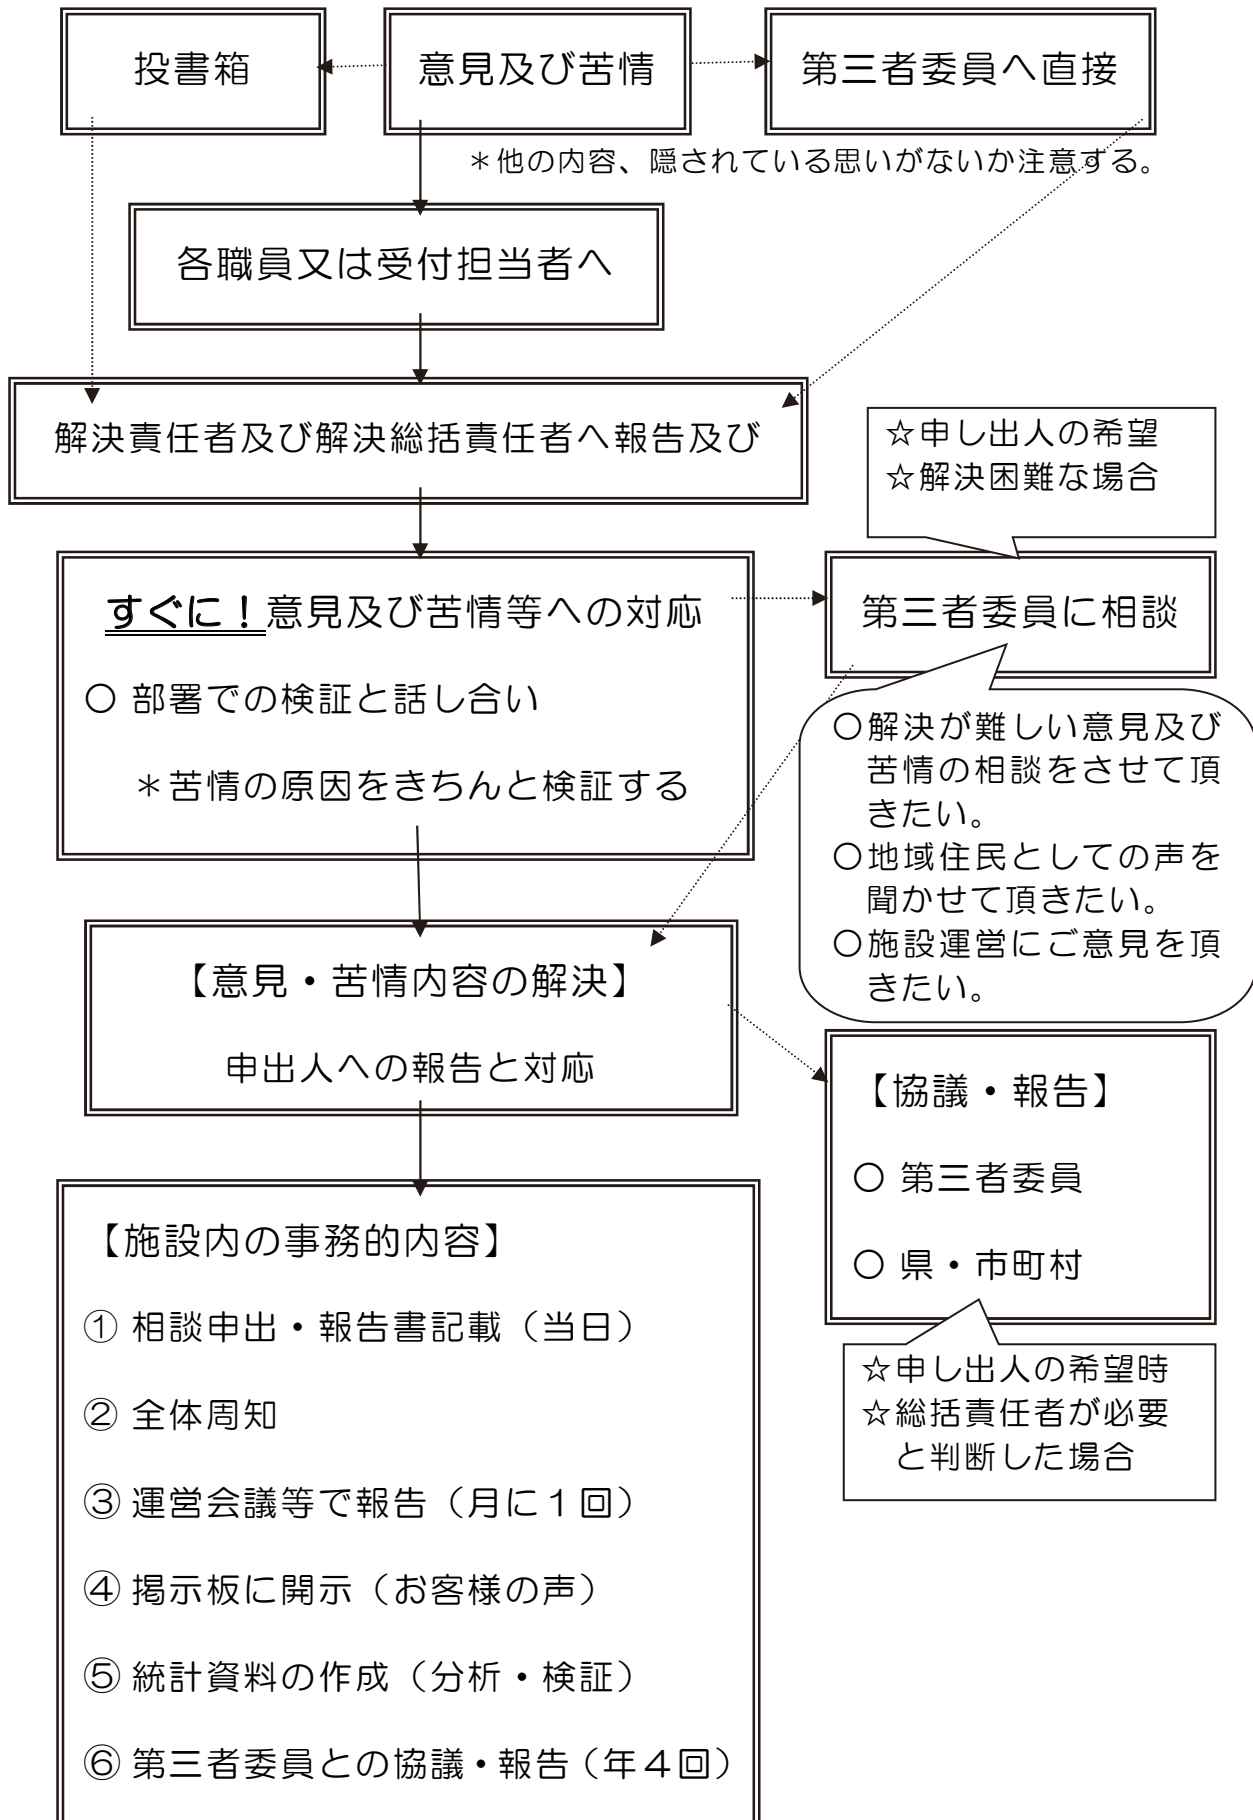 投書箱
意見及び苦情
第三者委員へ直接
＊他の内容、隠されている思いがないか注意する。
各職員又は受付担当者へ
解決責任者及び解決総括責任者へ報告及び
☆申し出人の希望
☆解決困難な場合
すぐに！意見及び苦情等への対応
○ 部署での検証と話し合い
＊苦情の原因をきちんと検証する
第三者委員に相談
○解決が難しい意見及び
苦情の相談をさせて頂
きたい。
○地域住民としての声を
聞かせて頂きたい。
○施設運営にご意見を頂
きたい。
【意見・苦情内容の解決】
申出人への報告と対応
【協議・報告】
○ 第三者委員
○ 県・市町村
☆申し出人の希望時
☆総括責任者が必要
と判断した場合
【施設内の事務的内容】
① 相談申出・報告書記載（当日）
② 全体周知
③ 運営会議等で報告（月に１回）
④ 掲示板に開示（お客様の声）
⑤ 統計資料の作成（分析・検証）
⑥ 第三者委員との協議・報告（年４回）